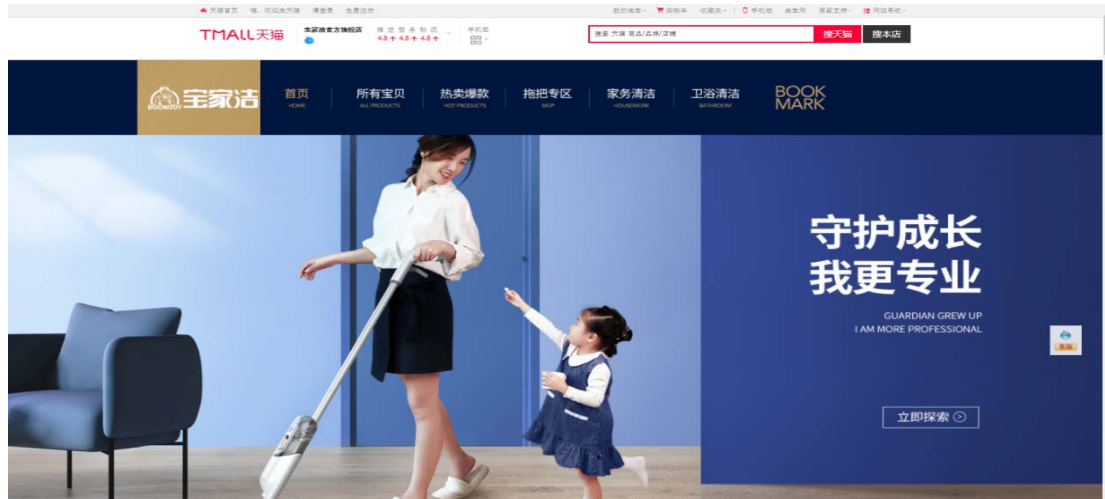 天猫首页 喵，欢迎来天猫 请登录 免费注册
我的淘宝 购物车 收藏夹 手机版 淘宝网 商家支持 网站导航
TMALL天猫
宝家洁官方旗舰店
描述 服务 物流
4.8 4.8 4.8
手机逛
搜索 天猫 商品/品牌/店铺
搜天猫
搜本店
BOOMJOY
宝家洁
首页
HOME
所有宝贝
ALL PRODUCTS
热卖爆款
HOT PRODUCTS
拖把专区
MOP
家务清洁
HOUSEWORK
卫浴清洁
BATHROOM
BOOK
MARK
守护成长
我更专业
GUARDIAN GREW UP
I AM MORE PROFESSIONAL
客服
立即探索